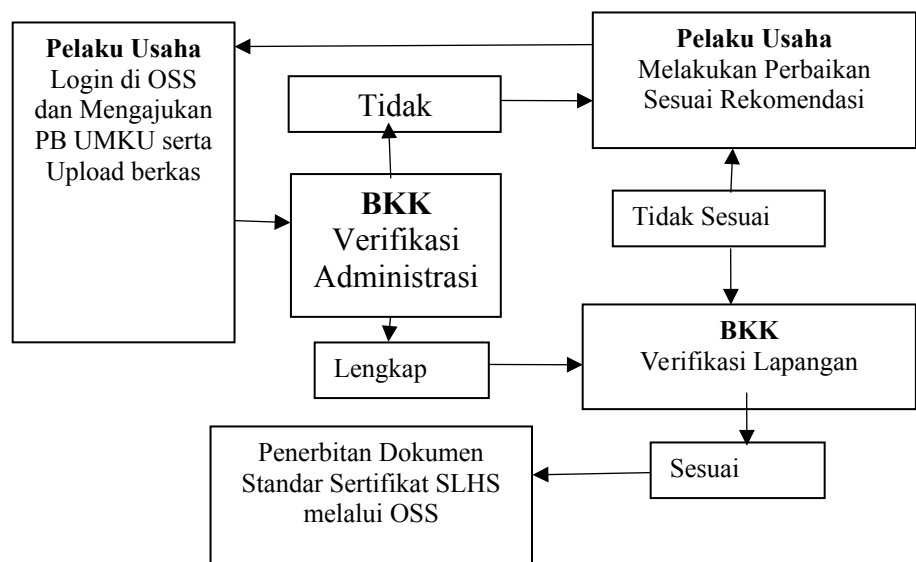 Pelaku Usaha
Login di OSS
dan Mengajukan
PB UMKU serta
Upload berkas
Tidak
Pelaku Usaha
Melakukan Perbaikan
Sesuai Rekomendasi
BKK
Verifikasi
Administrasi
Tidak Sesuai
Lengkap
BKK
Verifikasi Lapangan
Sesuai
Penerbitan Dokumen
Standar Sertifikat SLHS
melalui OSS